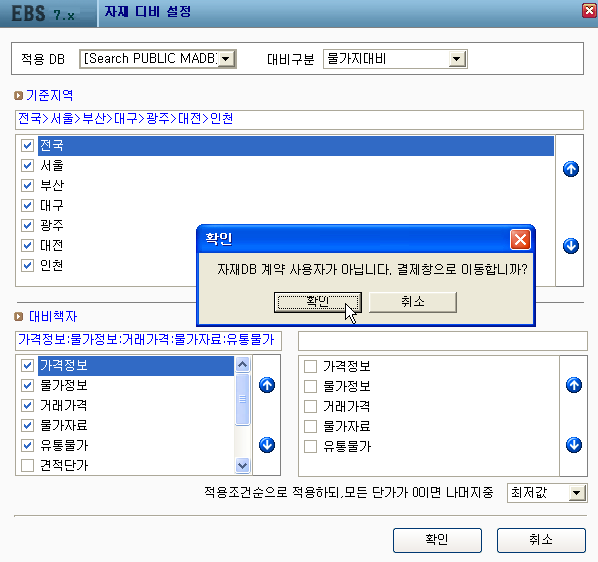 EBS 7.x 자재 디비 설정
적용 DB [Search PUBLIC MADB] 대비구분 물가지대비
기준지역
전국>서울>부산>대구>광주>대전>인천
전국
서울
부산
대구
광주
대전
인천
확인
자재DB 계약 사용자가 아닙니다. 결제창으로 이동합니까?
확인 취소
대비책자
가격정보:물가정보:거래가격:물가자료:유통물가
가격정보
물가정보
거래가격
물가자료
유통물가
견적단가
가격정보
물가정보
거래가격
물가자료
유통물가
적용조건순으로 적용하되,모든 단가가 0이면 나머지중 최저값
확인 취소